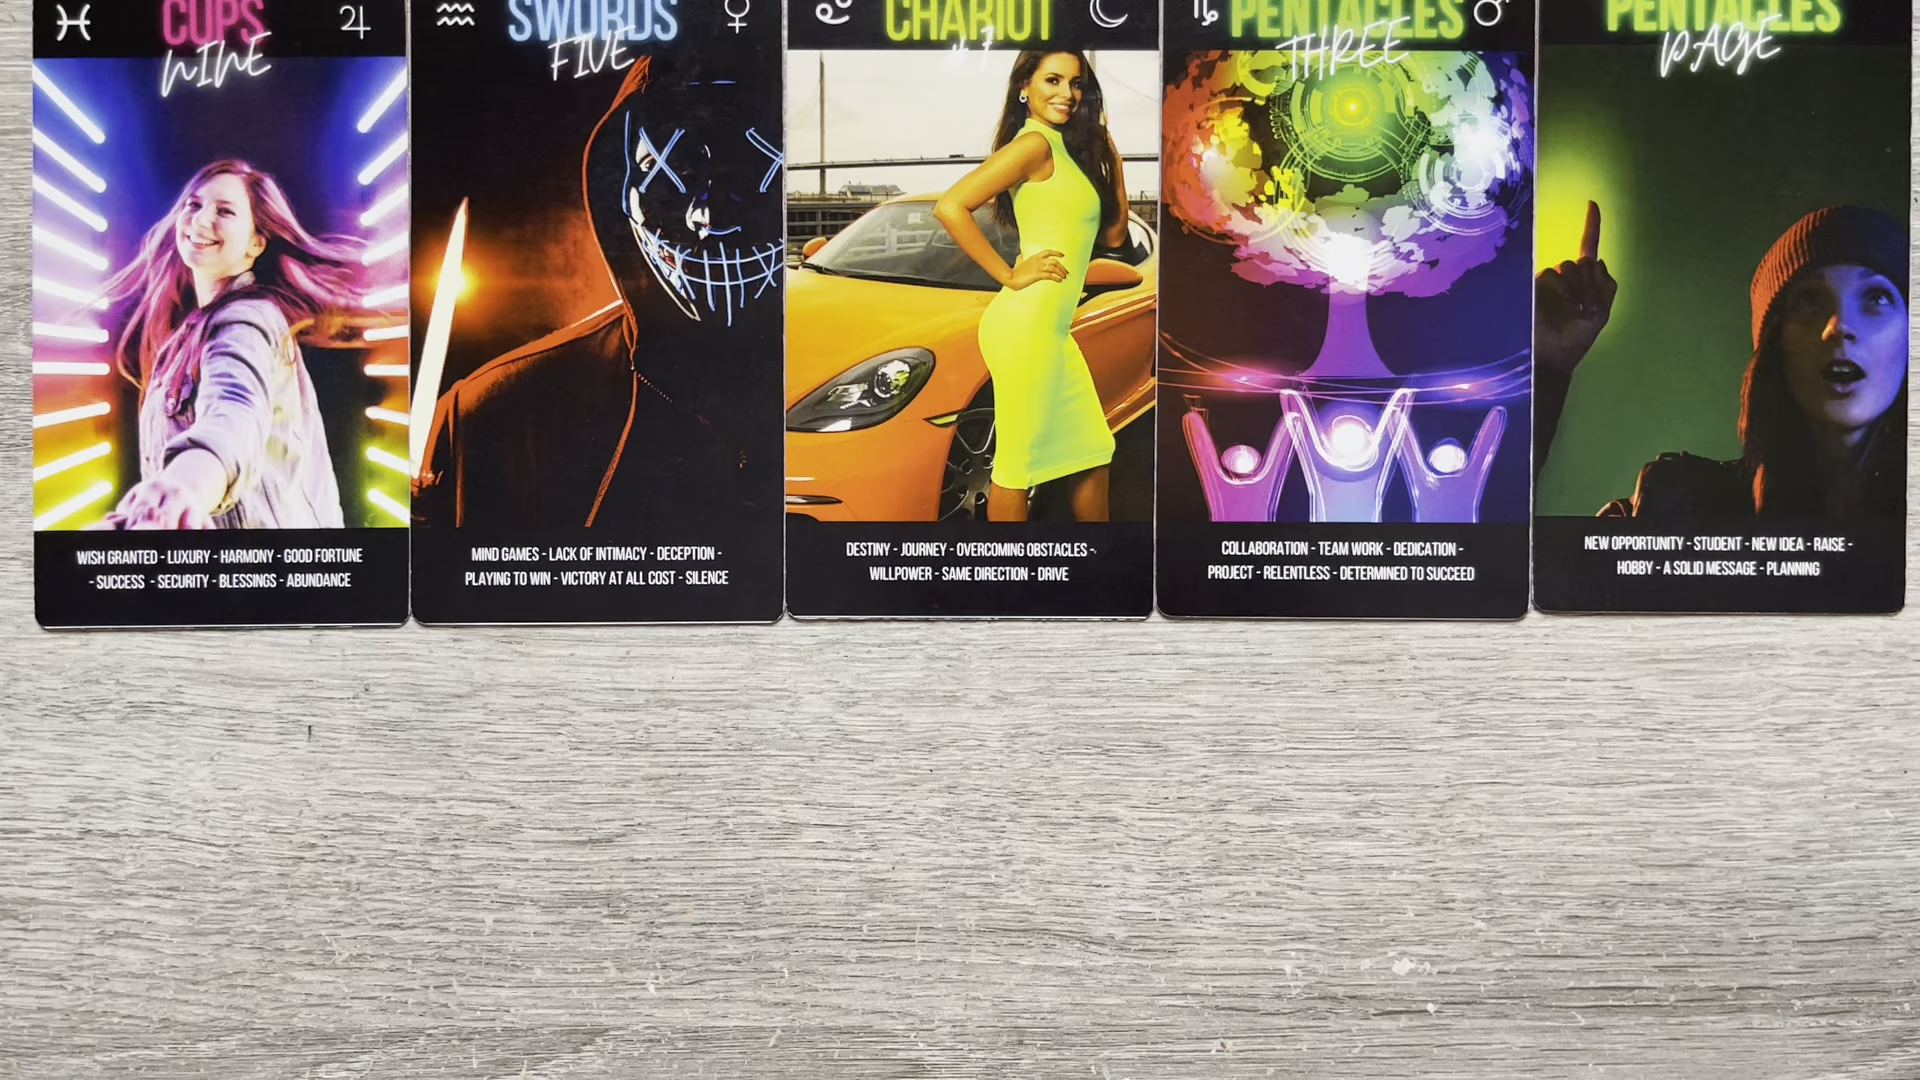 CUPS
NINE
WISH GRANTED - LUXURY - HARMONY - GOOD FORTUNE
- SUCCESS - SECURITY - BLESSINGS - ABUNDANCE
SWORDS
FIVE
MIND GAMES - LACK OF INTIMACY - DECEPTION -
PLAYING TO WIN - VICTORY AT ALL COST - SILENCE
CHARIOT
#7
DESTINY - JOURNEY - OVERCOMING OBSTACLES -
WILLPOWER - SAME DIRECTION - DRIVE
PENTACLES
THREE
COLLABORATION - TEAM WORK - DEDICATION -
PROJECT - RELENTLESS - DETERMINED TO SUCCEED
PENTACLES
PAGE
NEW OPPORTUNITY - STUDENT - NEW IDEA - RAISE -
HOBBY - A SOLID MESSAGE - PLANNING